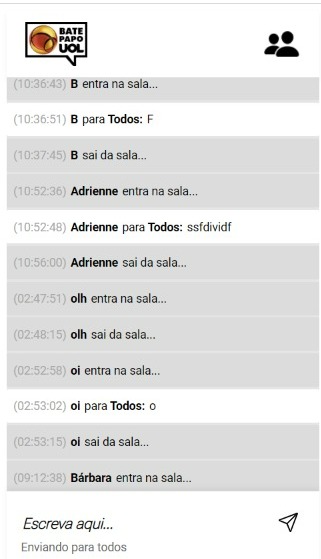 BATE
PAPO
UOL
(10:36:43) B entra na sala...
(10:36:51) B para Todos: F
(10:37:45) B sai da sala...
(10:52:36) Adrienne entra na sala...
(10:52:48) Adrienne para Todos: ssfdividf
(10:56:00) Adrienne sai da sala...
(02:47:51) olh entra na sala...
(02:48:15) olh sai da sala...
(02:52:58) oi entra na sala...
(02:53:02) oi para Todos: o
(02:53:15) oi sai da sala...
(09:12:38) Bárbara entra na sala...
Escreva aqui...
Enviando para todos